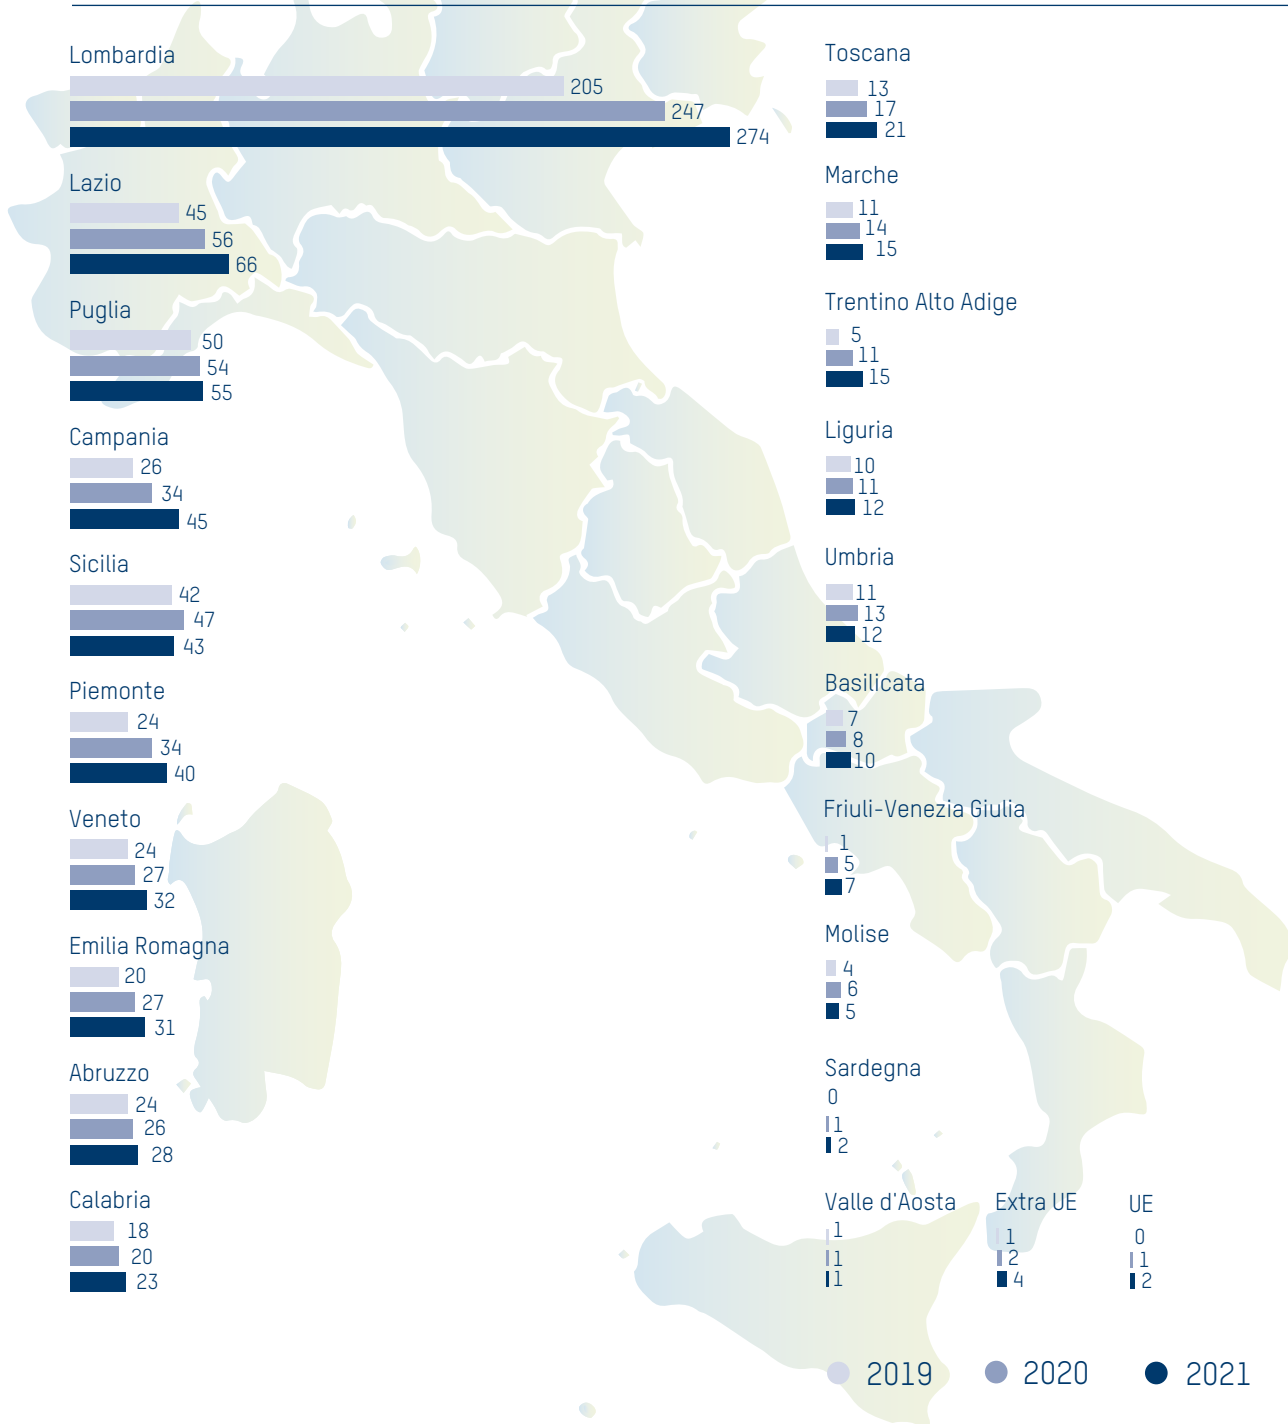 Lombardia
205
247
274
Lazio
45
56
66
Puglia
50
54
55
Campania
26
34
45
Sicilia
42
47
43
Piemonte
24
34
40
Veneto
24
27
32
Emilia Romagna
20
27
31
Abruzzo
24
26
28
Calabria
18
20
23
Toscana
13
17
21
Marche
11
14
15
Trentino Alto Adige
5
11
15
Liguria
10
11
12
Umbria
11
13
12
Basilicata
7
8
10
Friuli-Venezia Giulia
1
5
7
Molise
4
6
5
Sardegna
0
1
2
Valle d'Aosta
1
1
1
Extra UE
1
2
4
UE
0
1
2
2019 2020 2021